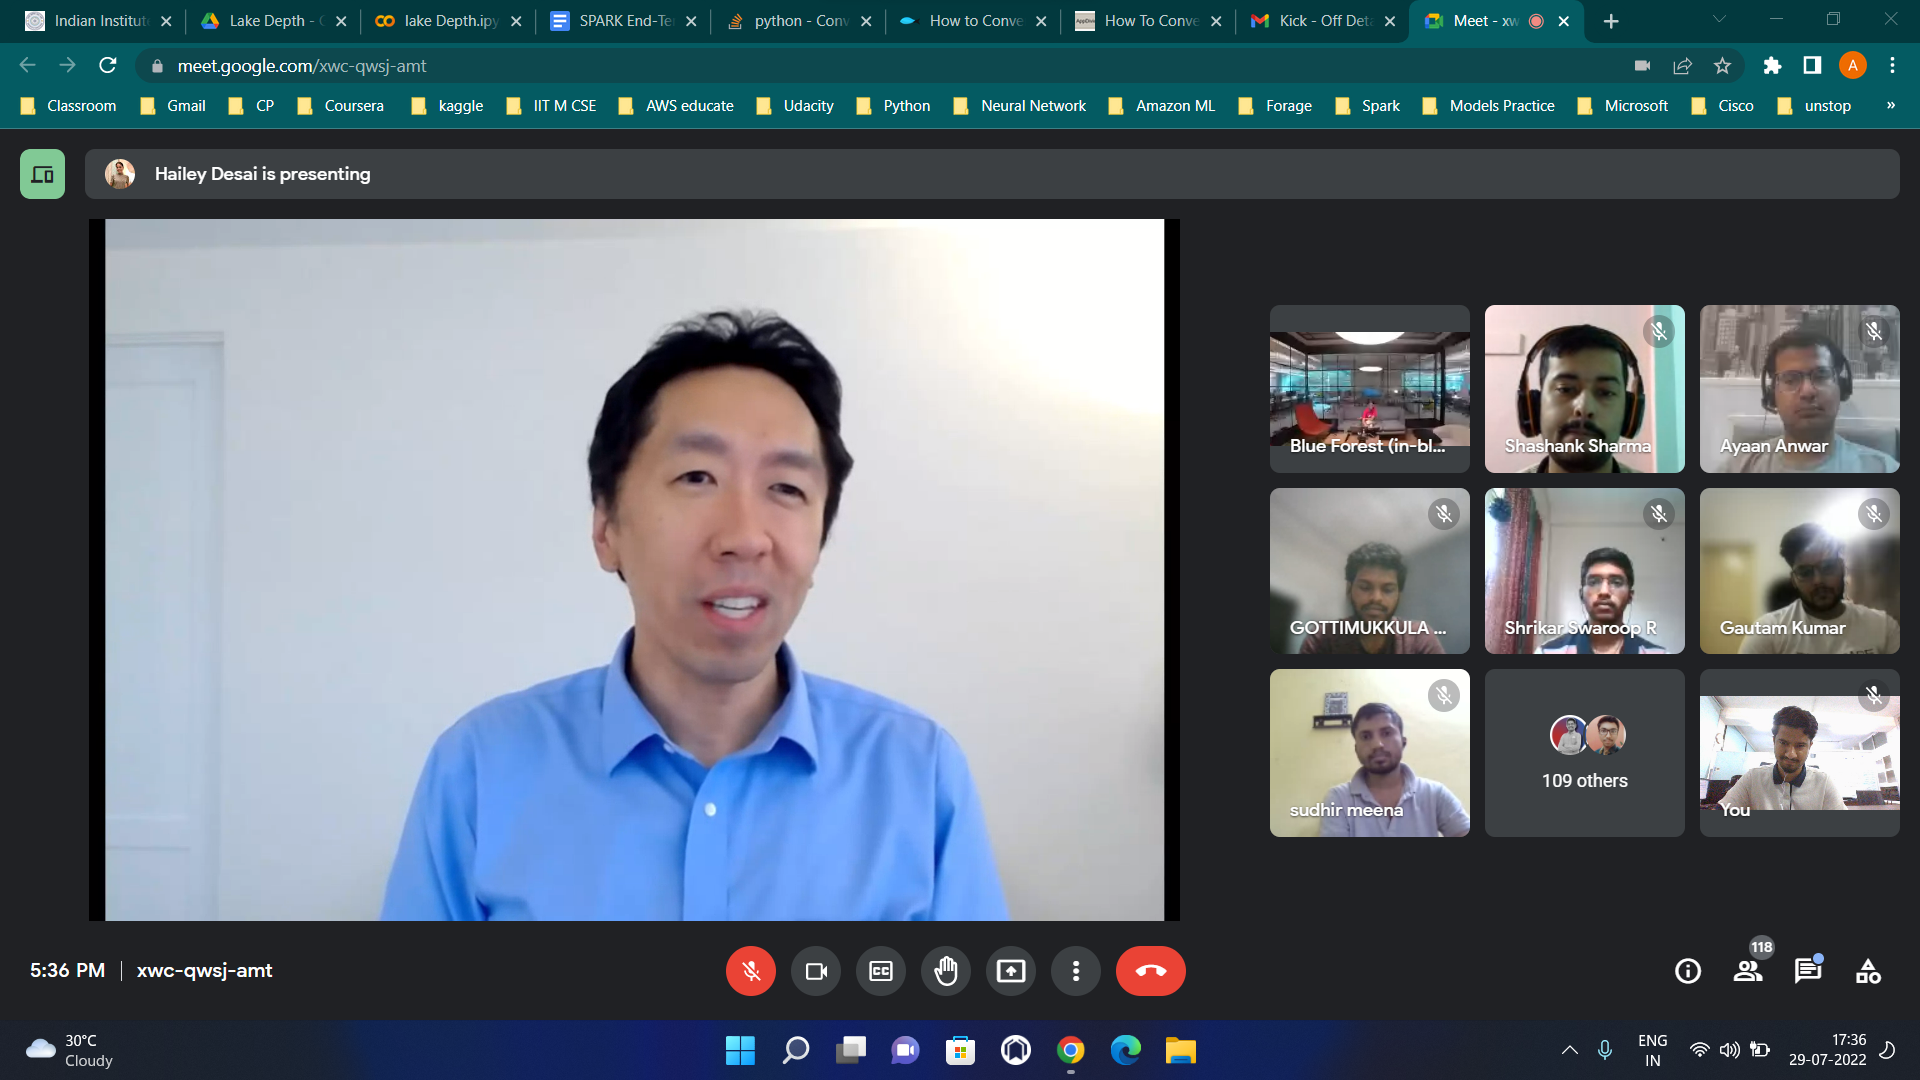 Indian Institut
Lake Depth - G
lake Depth.ipy
SPARK End-Te
python - Conv
How to Conve
How To Conve
Kick - Off Deta
Meet - xw
meet.google.com/xwc-qwsj-amt
A
Classroom
Gmail
CP
Coursera
kaggle
IIT M CSE
AWS educate
Udacity
Python
Neural Network
Amazon ML
Forage
Spark
Models Practice
Microsoft
Cisco
unstop
»
Hailey Desai is presenting
Blue Forest (in-bl...
Shashank Sharma
Ayaan Anwar
GOTTIMUKKULA ...
Shrikar Swaroop R
Gautam Kumar
sudhir meena
109 others
You
5:36 PM | xwc-qwsj-amt
CC
118
30°C
Cloudy
ENG
IN
17:36
29-07-2022